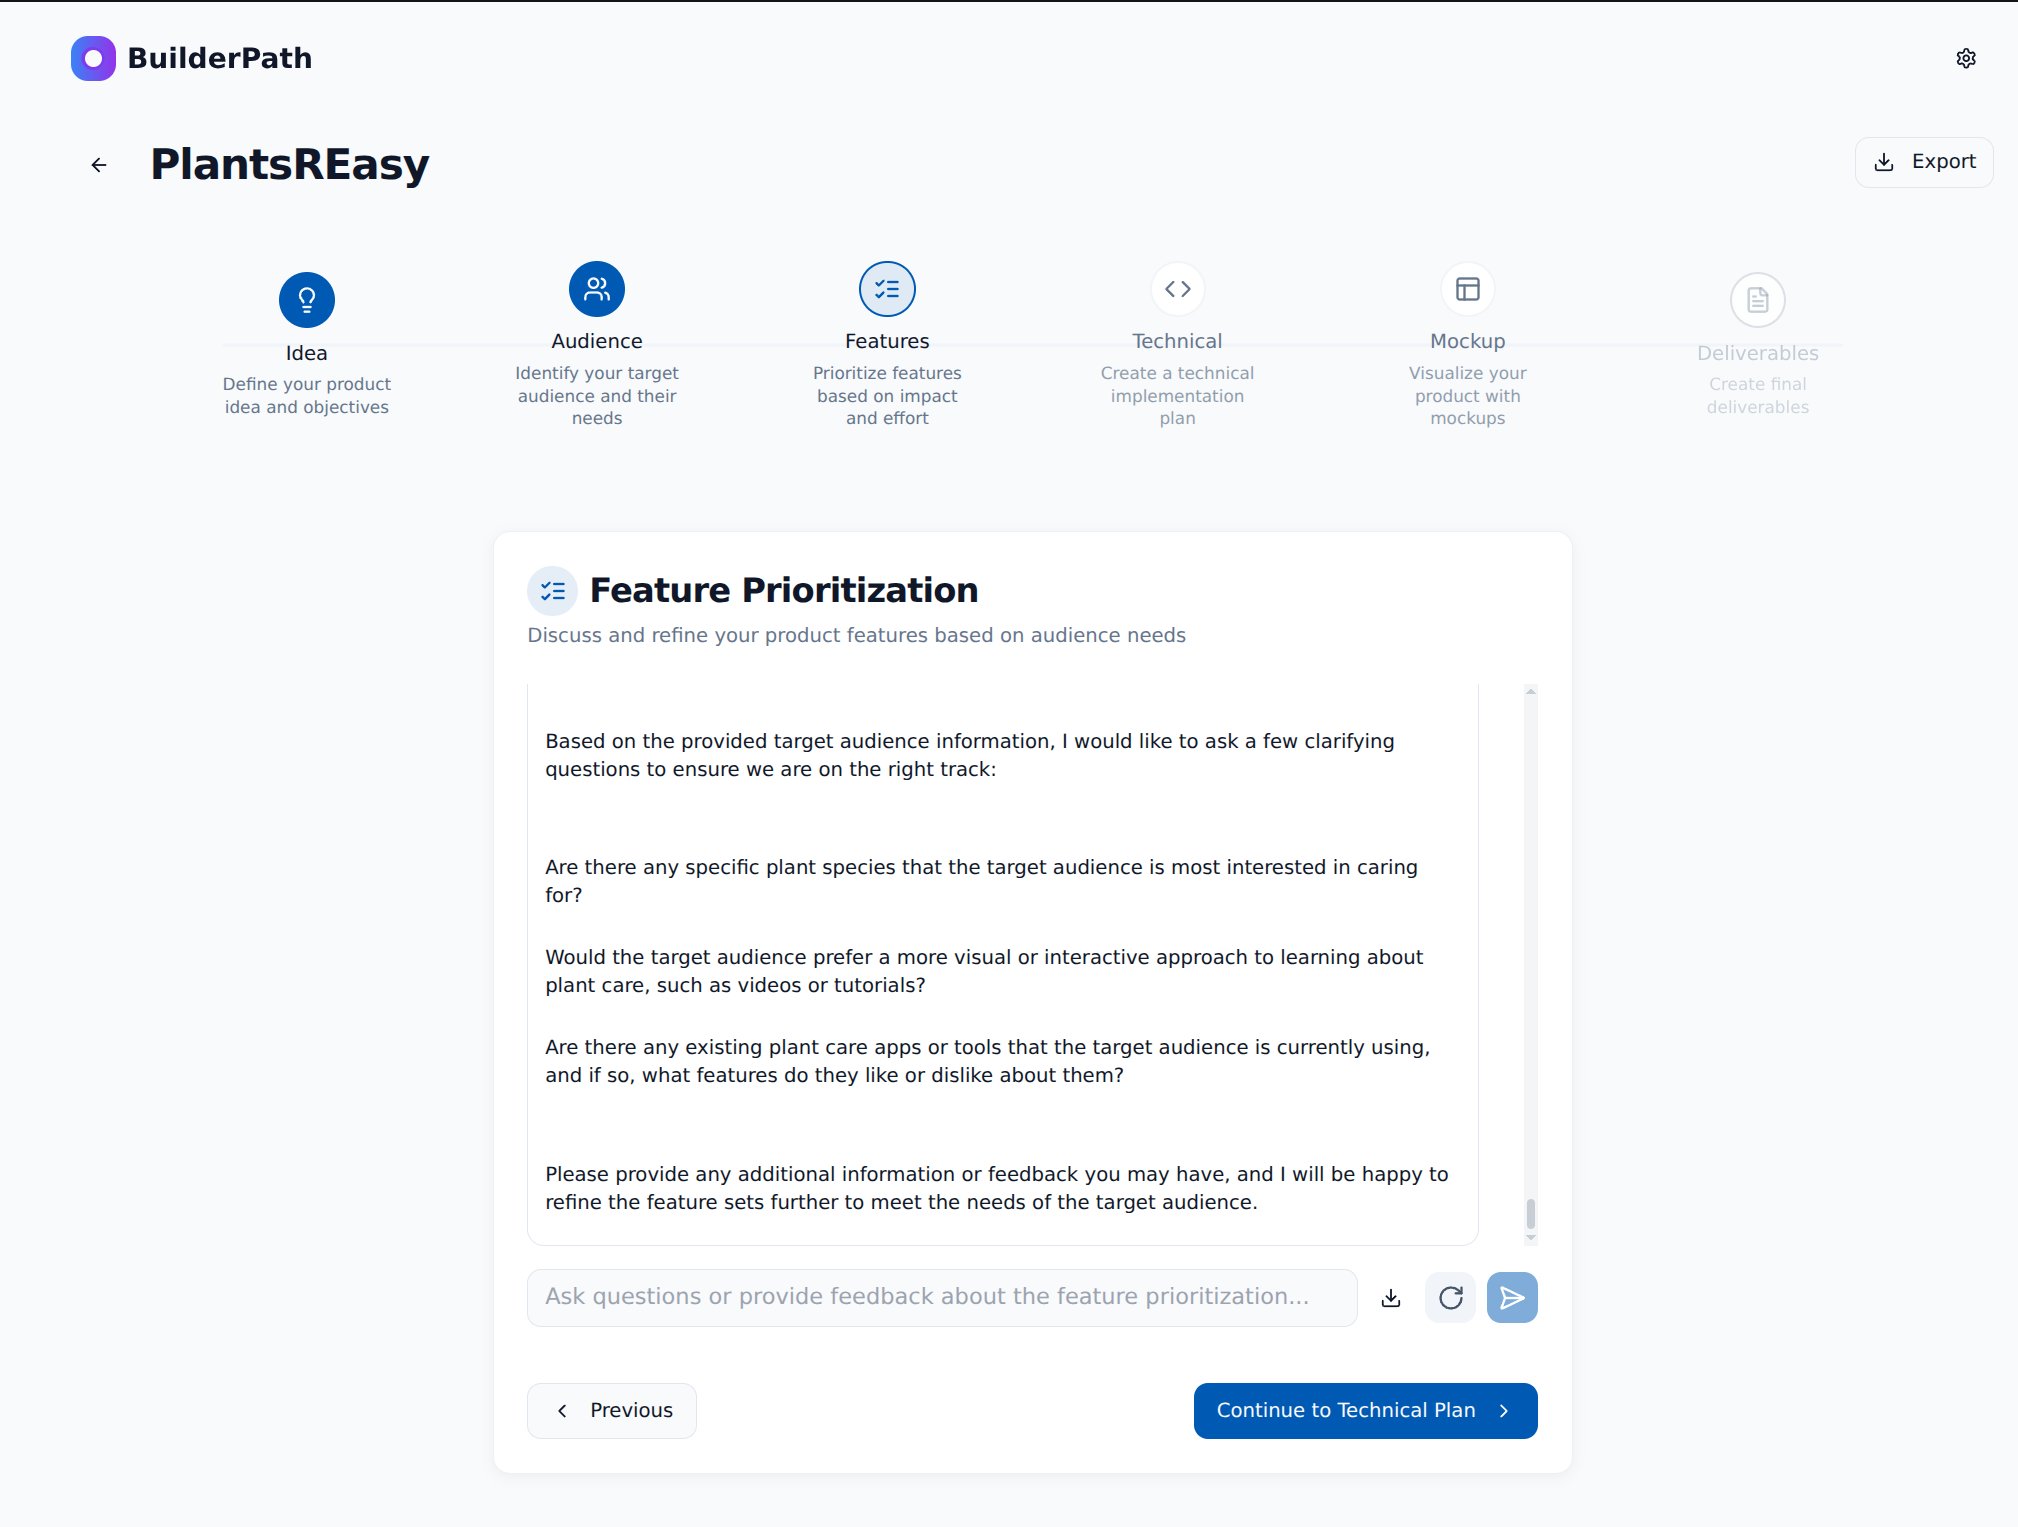 BuilderPath
PlantsREasy
Export
Idea
Define your product
idea and objectives
Audience
Identify your target
audience and their
needs
Features
Prioritize features
based on impact
and effort
Technical
Create a technical
implementation
plan
Mockup
Visualize your
product with
mockups
Deliverables
Create final
deliverables
Feature Prioritization
Discuss and refine your product features based on audience needs
Based on the provided target audience information, I would like to ask a few clarifying
questions to ensure we are on the right track:
Are there any specific plant species that the target audience is most interested in caring
for?
Would the target audience prefer a more visual or interactive approach to learning about
plant care, such as videos or tutorials?
Are there any existing plant care apps or tools that the target audience is currently using,
and if so, what features do they like or dislike about them?
Please provide any additional information or feedback you may have, and I will be happy to
refine the feature sets further to meet the needs of the target audience.
Ask questions or provide feedback about the feature prioritization...
Previous
Continue to Technical Plan